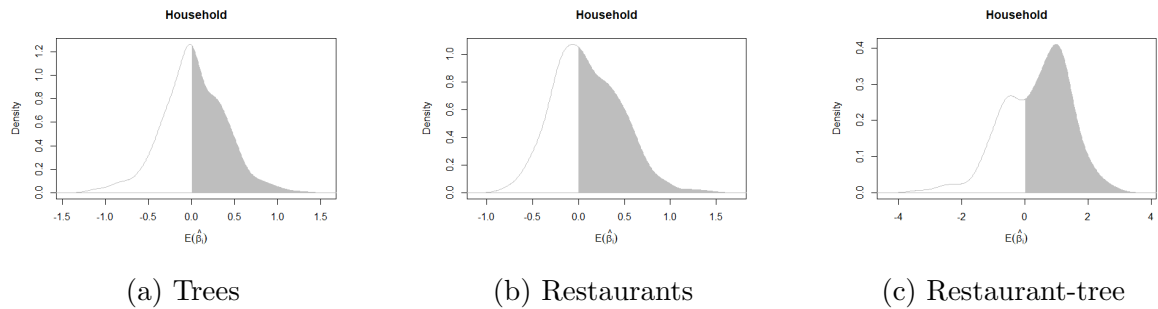 Household
Density
0.0 0.2 0.4 0.6 0.8 1.0 1.2
-1.5 -1.0 -0.5 0.0 0.5 1.0 1.5
E(β̂ᵢ)
(a) Trees
Household
Density
0.0 0.2 0.4 0.6 0.8 1.0
-1.0 -0.5 0.0 0.5 1.0 1.5
E(β̂ᵢ)
(b) Restaurants
Household
Density
0.0 0.1 0.2 0.3 0.4
-4 -2 0 2 4
E(β̂ᵢ)
(c) Restaurant-tree